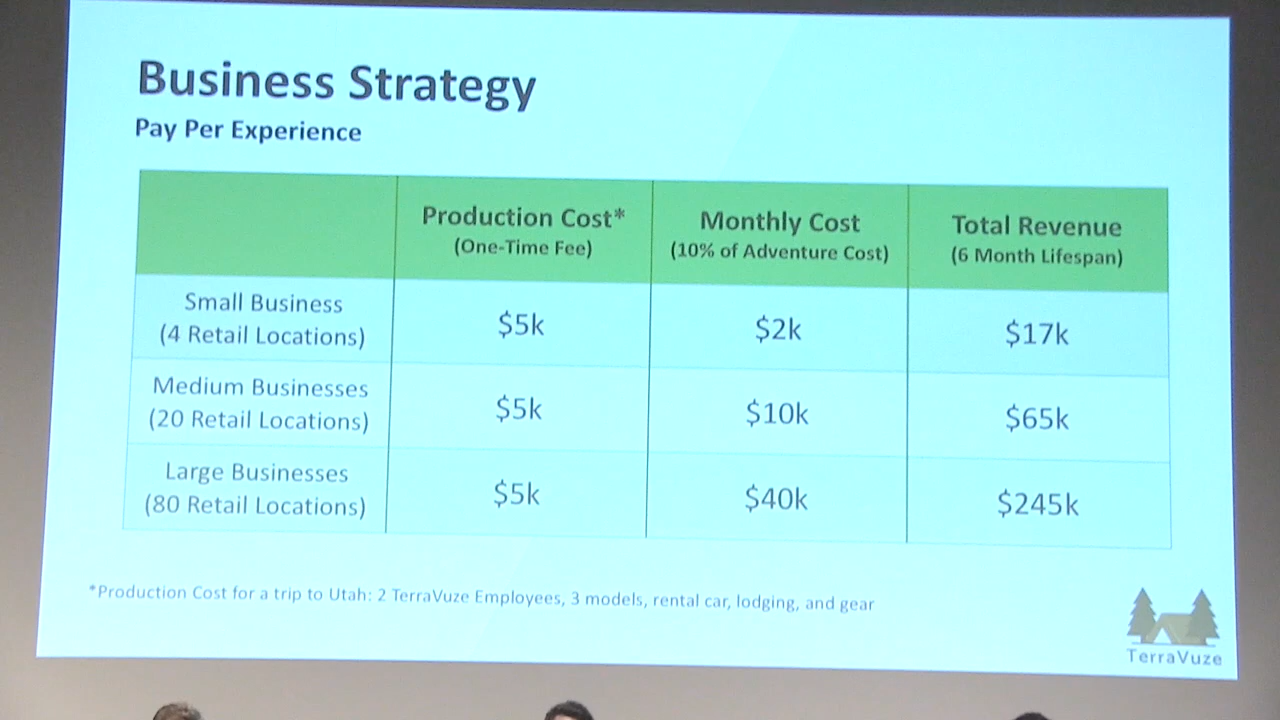 Business Strategy
Pay Per Experience
Production Cost*
(One-Time Fee)
Monthly Cost
(10% of Adventure Cost)
Total Revenue
(6 Month Lifespan)
Small Business
(4 Retail Locations)
$5k
$2k
$17k
Medium Businesses
(20 Retail Locations)
$5k
$10k
$65k
Large Businesses
(80 Retail Locations)
$5k
$40k
$245k
*Production Cost for a trip to Utah: 2 TerraVuze Employees, 3 models, rental car, lodging, and gear
TerraVuze